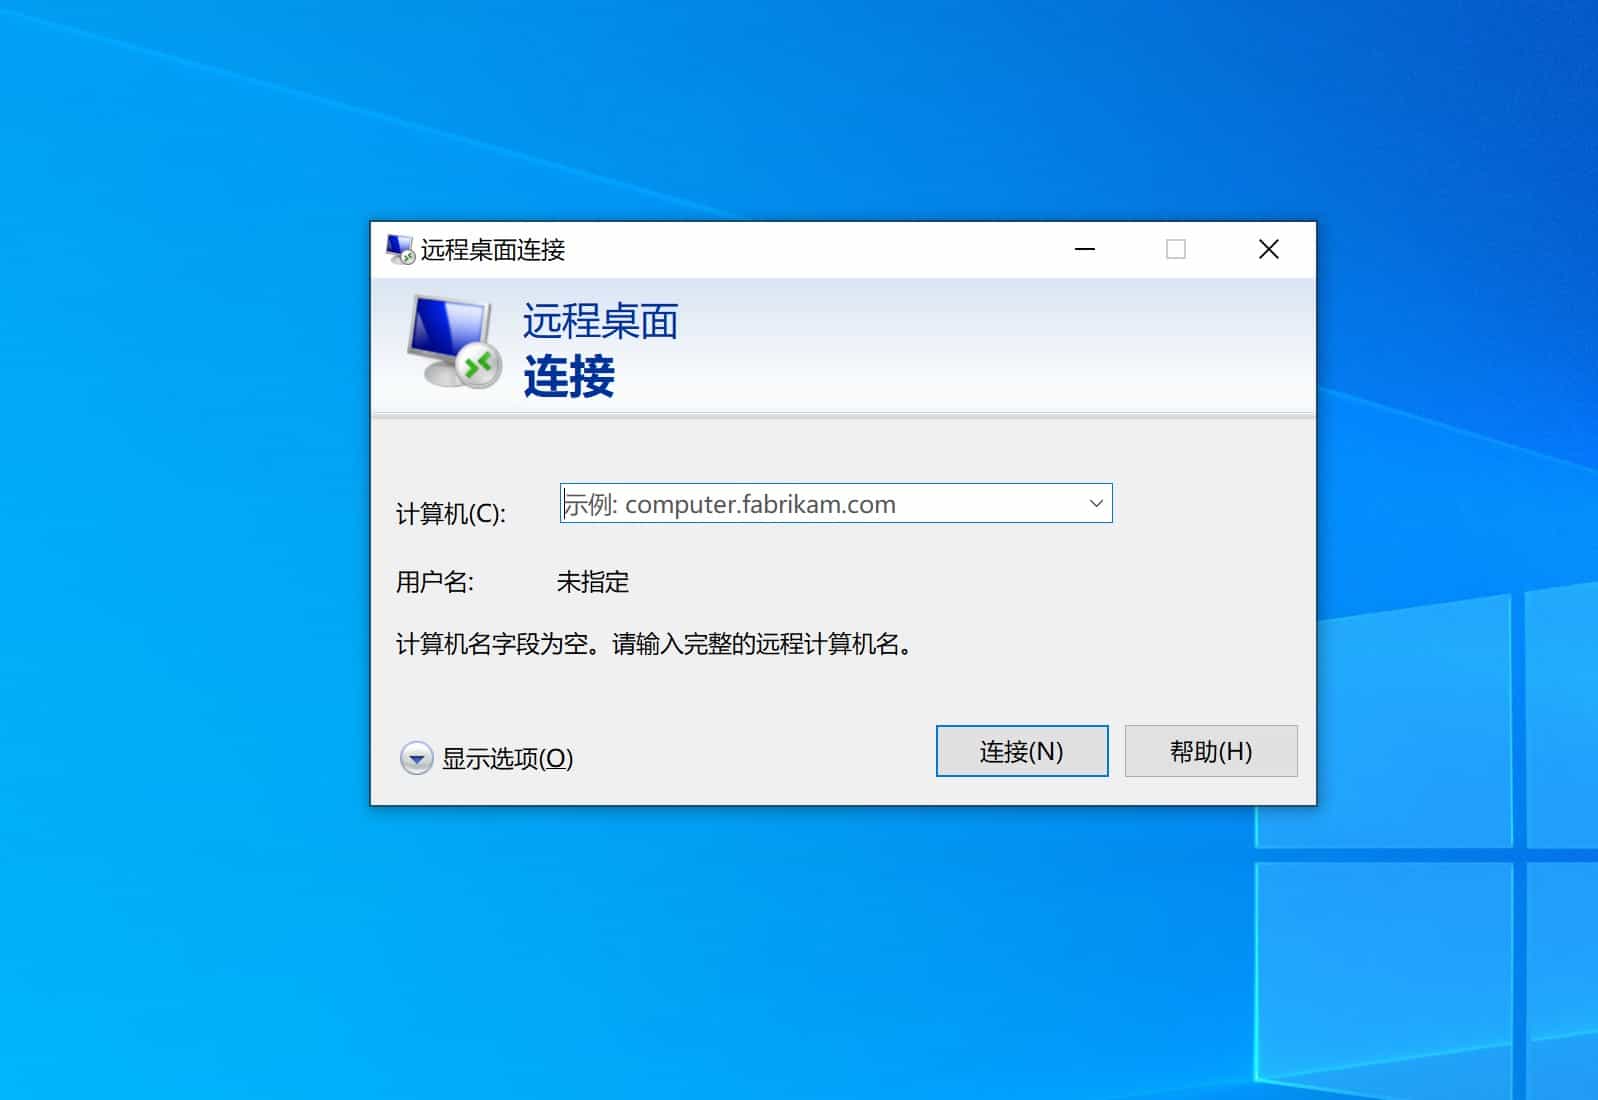 远程桌面连接
远程桌面
连接
计算机(C):
示例: computer.fabrikam.com
用户名:
未指定
计算机名字段为空。请输入完整的远程计算机名。
显示选项(O)
连接(N)
帮助(H)